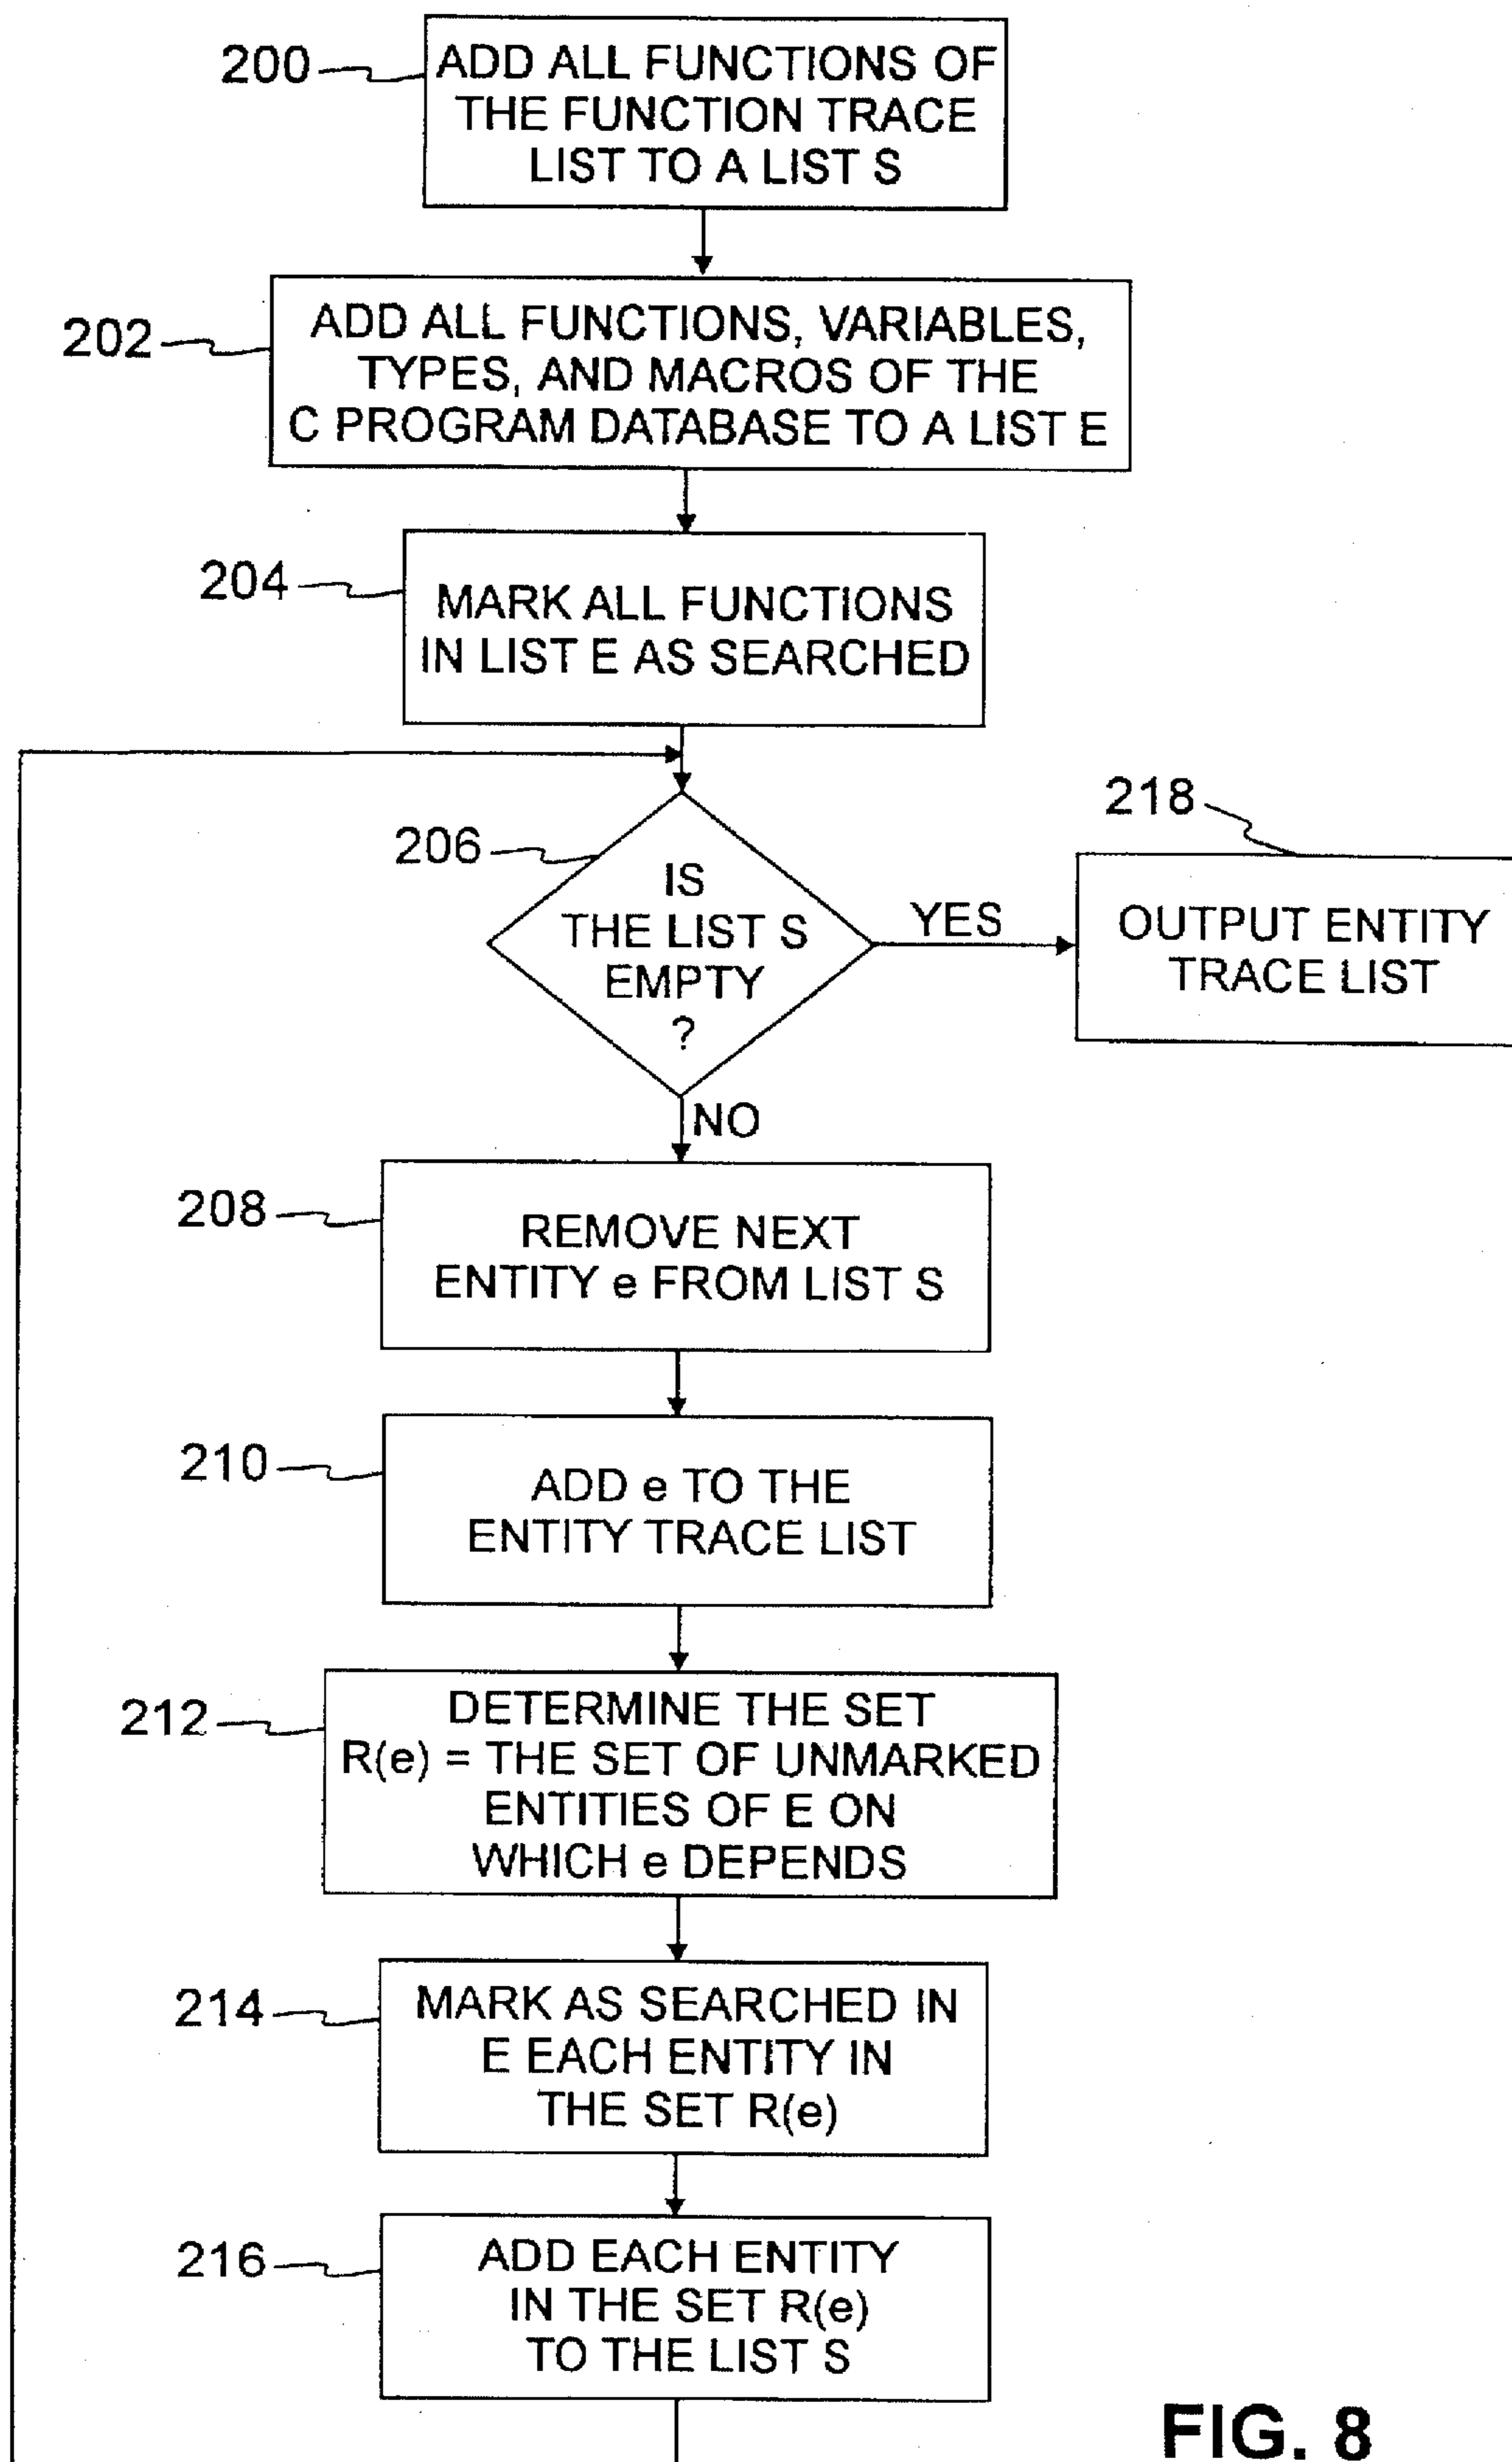 200
ADD ALL FUNCTIONS OF
THE FUNCTION TRACE
LIST TO A LIST S
202
ADD ALL FUNCTIONS, VARIABLES,
TYPES, AND MACROS OF THE
C PROGRAM DATABASE TO A LIST E
204
MARK ALL FUNCTIONS
IN LIST E AS SEARCHED
206
IS
THE LIST S
EMPTY
?
YES
218
OUTPUT ENTITY
TRACE LIST
NO
208
REMOVE NEXT
ENTITY e FROM LIST S
210
ADD e TO THE
ENTITY TRACE LIST
212
DETERMINE THE SET
R(e) = THE SET OF UNMARKED
ENTITIES OF E ON
WHICH e DEPENDS
214
MARK AS SEARCHED IN
E EACH ENTITY IN
THE SET R(e)
216
ADD EACH ENTITY
IN THE SET R(e)
TO THE LIST S
FIG. 8